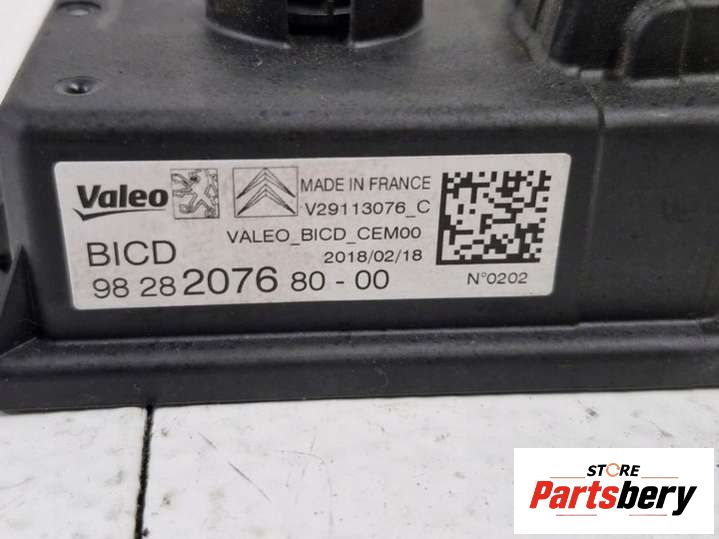 Valeo
MADE IN FRANCE
V29113076_C
BICD
VALEO_BICD_CEM00
2018/02/18
98 28 2076 80 - 00
N°0202
STORE
Partsbery